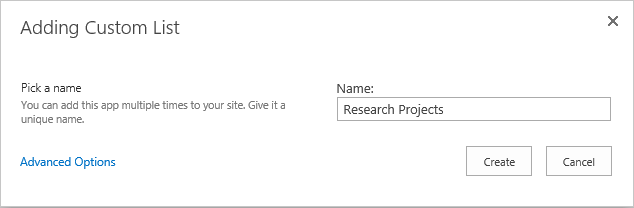 Adding Custom List
Pick a name
You can add this app multiple times to your site. Give it a
unique name.
Name:
Research Projects
Advanced Options
Create
Cancel